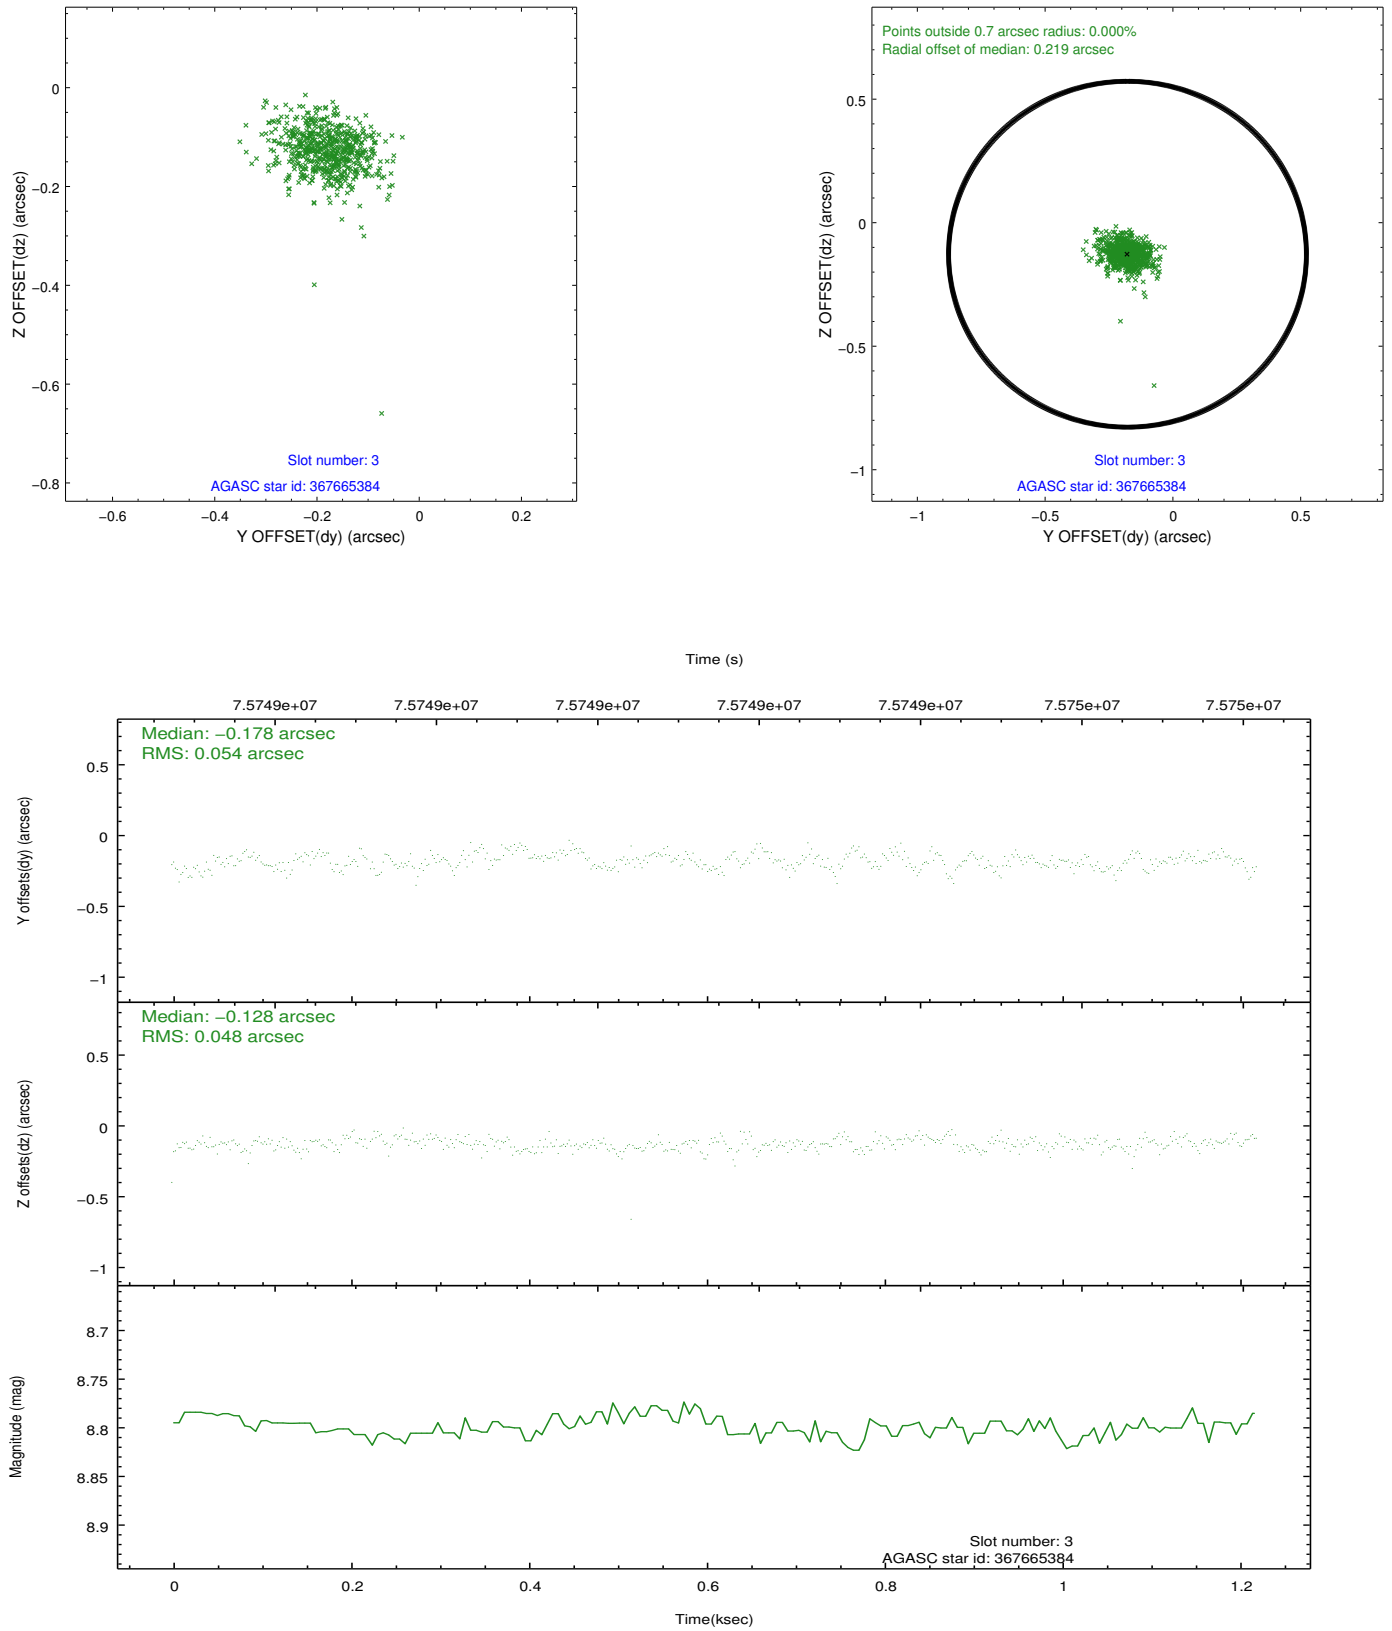 0
−0.2
−0.4
−0.6
−0.8
Z OFFSET(dz) (arcsec)
Slot number: 3
AGASC star id: 367665384
−0.6 −0.4 −0.2 0 0.2
Y OFFSET(dy) (arcsec)
Points outside 0.7 arcsec radius: 0.000%
Radial offset of median: 0.219 arcsec
0.5
0
−0.5
−1
Z OFFSET(dz) (arcsec)
Slot number: 3
AGASC star id: 367665384
−1 −0.5 0 0.5
Y OFFSET(dy) (arcsec)
Time (s)
7.5749e+07 7.5749e+07 7.5749e+07 7.5749e+07 7.5749e+07 7.575e+07 7.575e+07
Median: −0.178 arcsec
RMS: 0.054 arcsec
0.5
0
−0.5
−1
Y offsets(dy) (arcsec)
Median: −0.128 arcsec
RMS: 0.048 arcsec
0.5
0
−0.5
−1
Z offsets(dz) (arcsec)
8.7
8.75
8.8
8.85
8.9
Magnitude (mag)
Slot number: 3
AGASC star id: 367665384
0 0.2 0.4 0.6 0.8 1 1.2
Time(ksec)